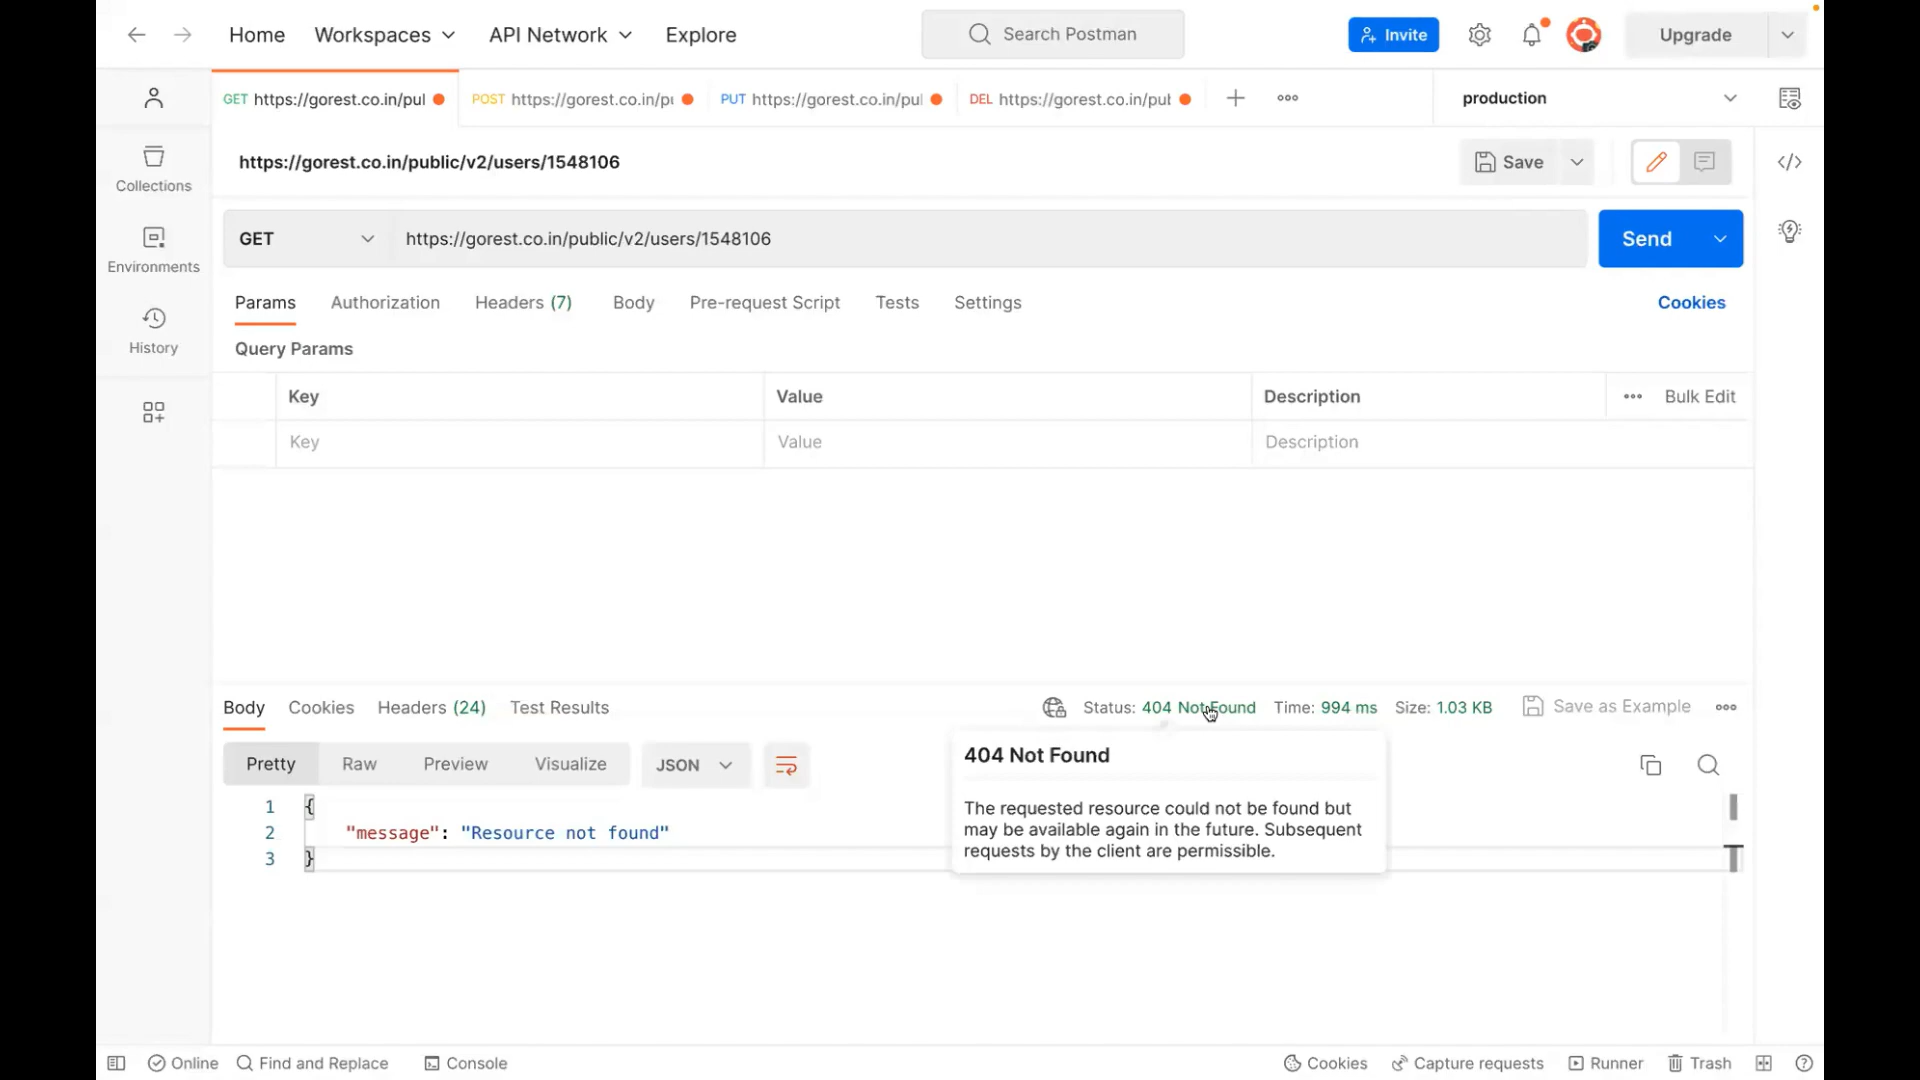 Home Workspaces API Network Explore Search Postman Invite Upgrade
GET https://gorest.co.in/pul POST https://gorest.co.in/pu PUT https://gorest.co.in/pul DEL https://gorest.co.in/pub production
https://gorest.co.in/public/v2/users/1548106 Save
Collections
Environments
History
GET https://gorest.co.in/public/v2/users/1548106 Send
Params Authorization Headers (7) Body Pre-request Script Tests Settings Cookies
Query Params
Key Value Description Bulk Edit
Key Value Description
Body Cookies Headers (24) Test Results Status: 404 Not Found Time: 994 ms Size: 1.03 KB Save as Example
Pretty Raw Preview Visualize JSON
1 {
2 "message": "Resource not found"
3 }
404 Not Found
The requested resource could not be found but
may be available again in the future. Subsequent
requests by the client are permissible.
Online Find and Replace Console Cookies Capture requests Runner Trash